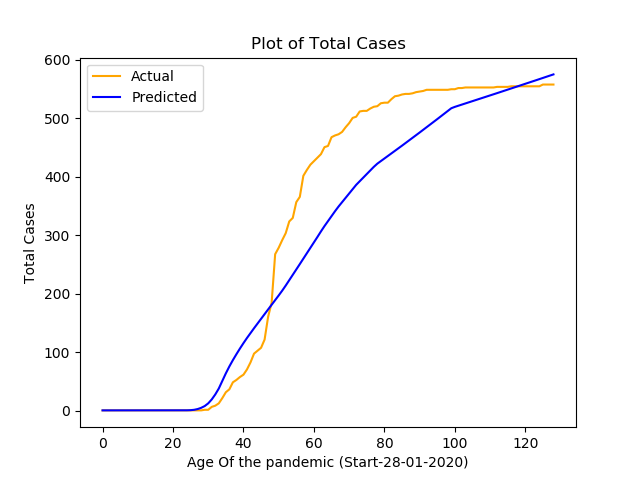 Plot of Total Cases
Actual
Predicted
600
500
400
300
200
100
0
Total Cases
0 20 40 60 80 100 120
Age Of the pandemic (Start-28-01-2020)